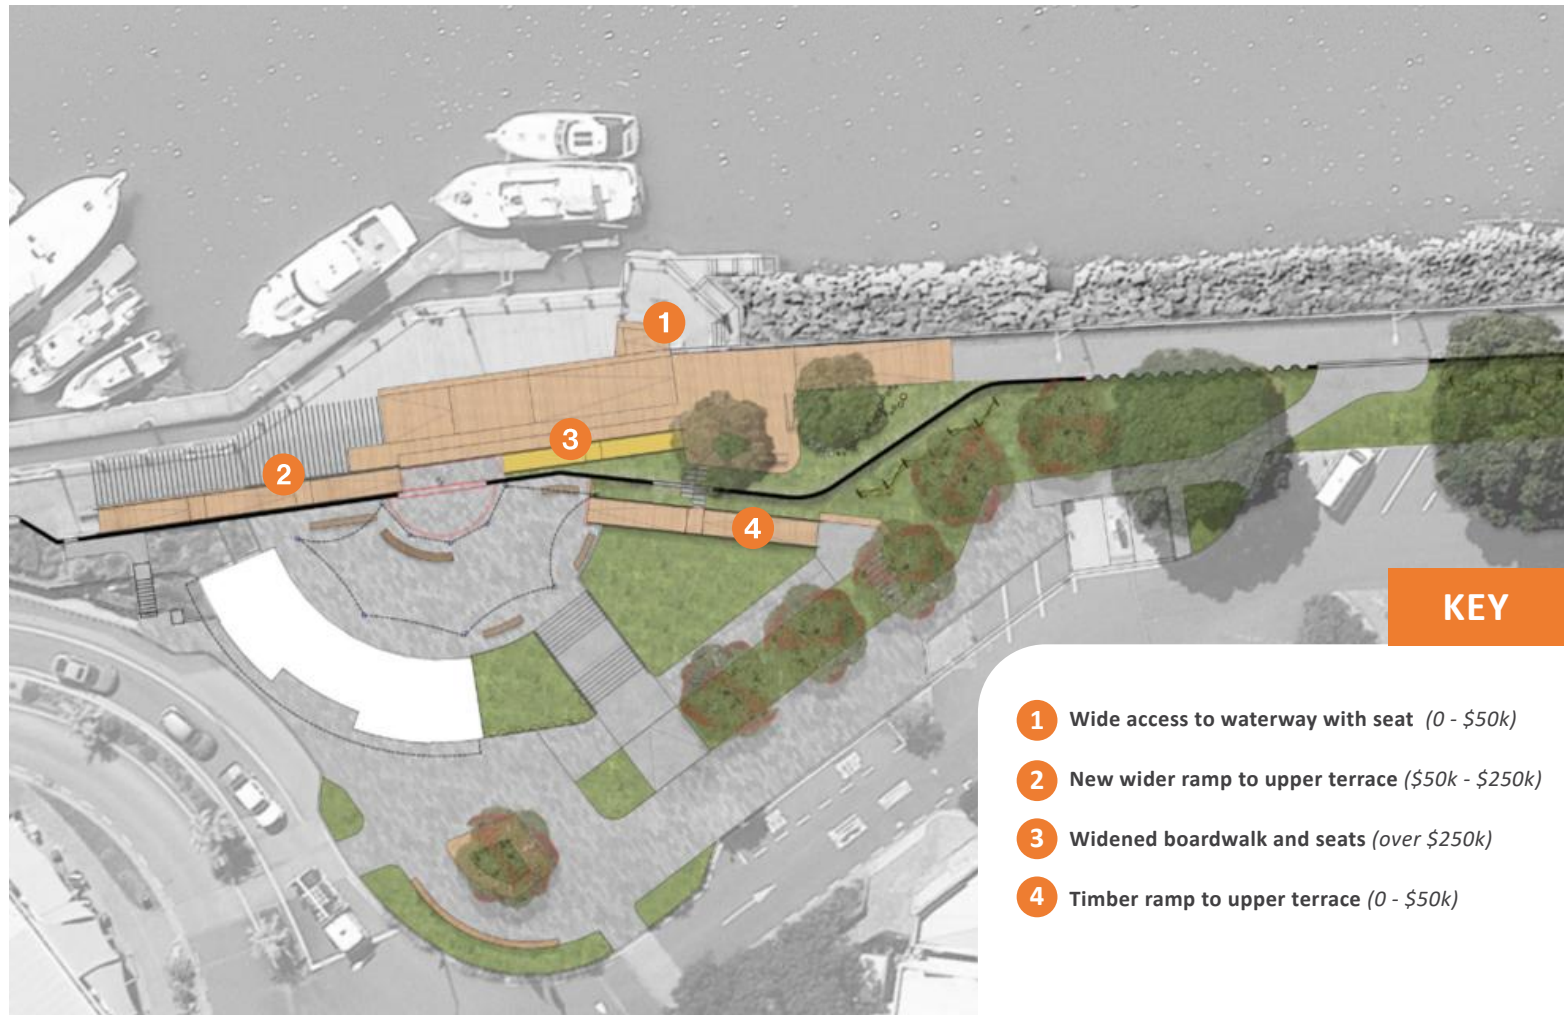 1
2
3
4
KEY
1 Wide access to waterway with seat (0 - $50k)
2 New wider ramp to upper terrace ($50k - $250k)
3 Widened boardwalk and seats (over $250k)
4 Timber ramp to upper terrace (0 - $50k)